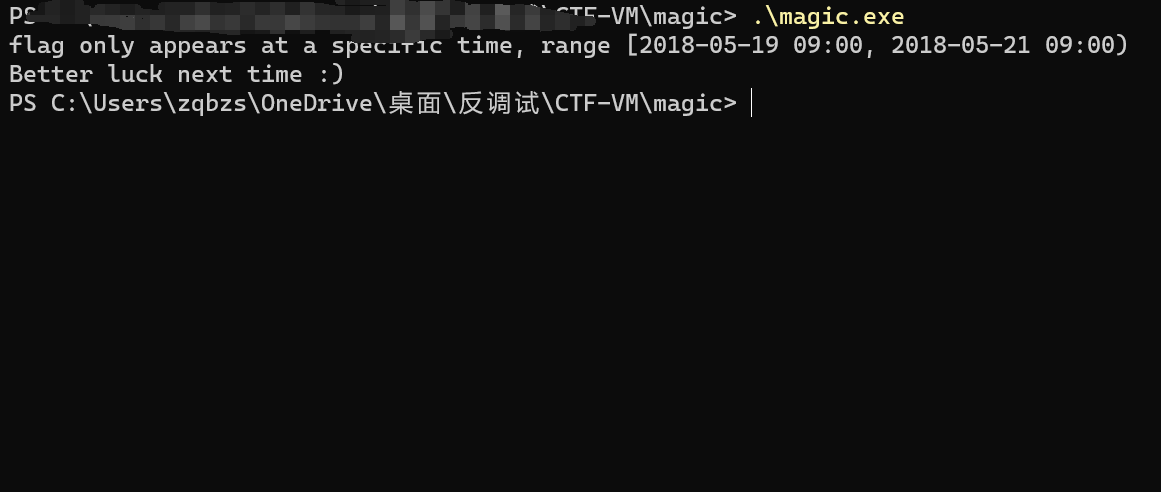 PS \CTF-VM\magic> .\magic.exe
flag only appears at a specific time, range [2018-05-19 09:00, 2018-05-21 09:00)
Better luck next time :)
PS C:\Users\zqbzs\OneDrive\桌面\反调试\CTF-VM\magic>